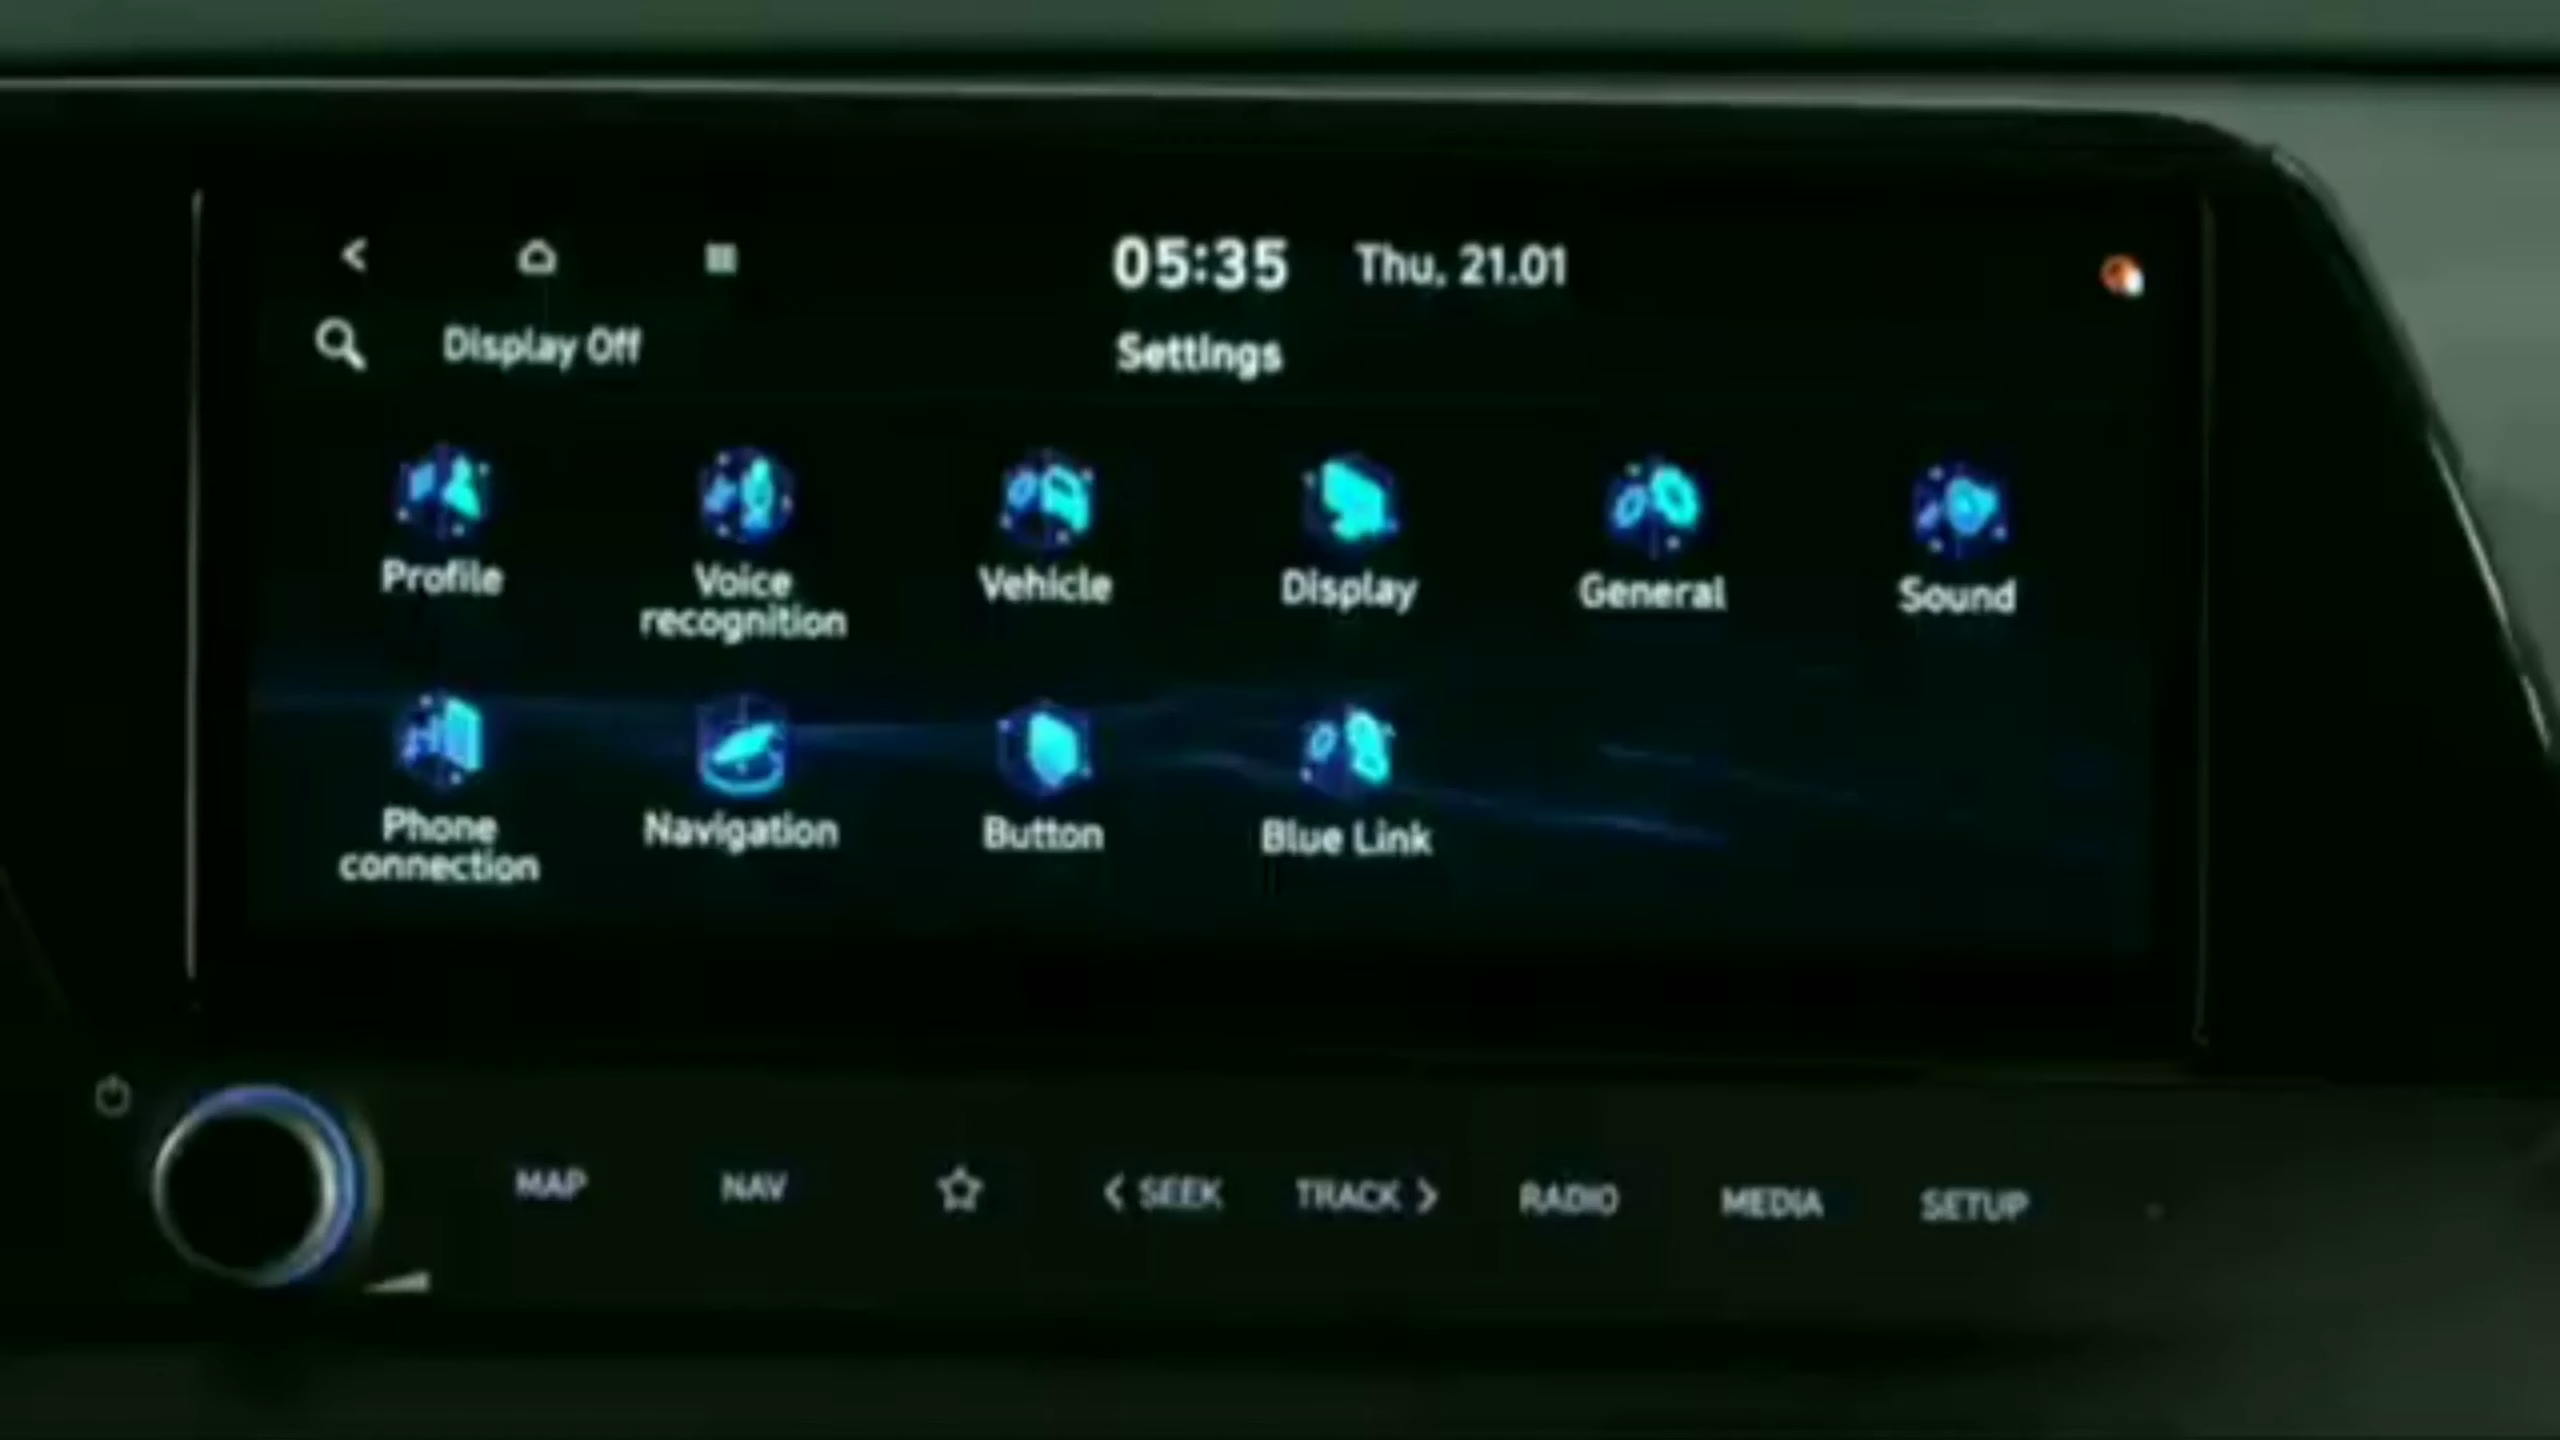 05:35 Thu, 21.01
Display Off Settings
Profile Voice recognition Vehicle Display General Sound
Phone connection Navigation Button Blue Link
MAP NAV < SEEK TRACK > RADIO MEDIA SETUP